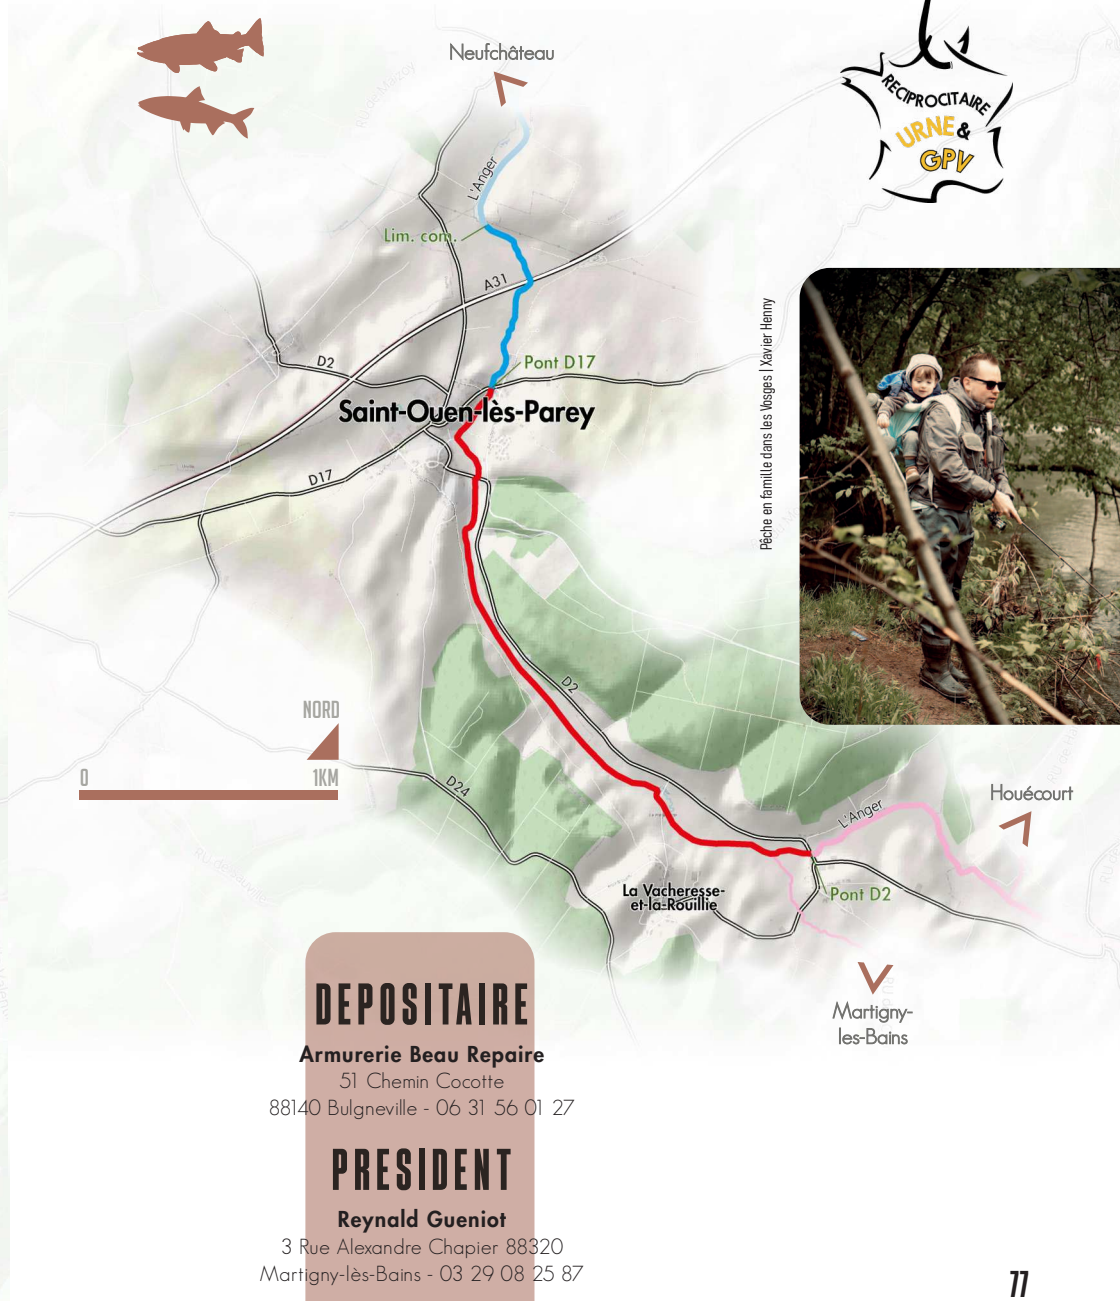 Neufchâteau
RECIPROCITAIRE
URNE &
GPV
L'Anger
Lim. com.
A31
Pont D17
D2
Saint-Ouen-lès-Parey
D17
Pêche en famille dans les Vosges | Xavier Henny
D2
NORD
0 1KM
D24
Houécourt
L'Anger
La Vacheresse-
et-la-Rouillie
Pont D2
Martigny-
les-Bains
DEPOSITAIRE
Armurerie Beau Repaire
51 Chemin Cocotte
88140 Bulgneville - 06 31 56 01 27
PRESIDENT
Reynald Gueniot
3 Rue Alexandre Chapier 88320
Martigny-lès-Bains - 03 29 08 25 87
77